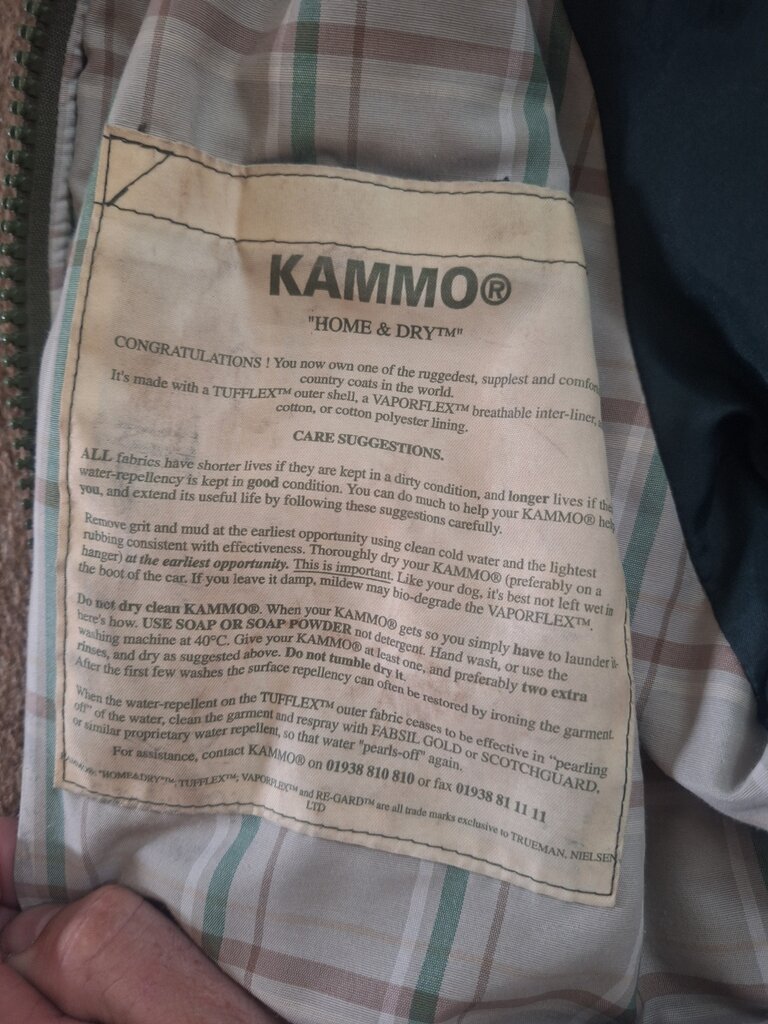 KAMMO®
"HOME & DRY™"
CONGRATULATIONS ! You now own one of the ruggedest, supplest and
country coats in the world.
It's made with a TUFFLEX™ outer shell, a VAPORFLEX™ breathable inter-liner,
cotton, or cotton polyester lining.
CARE SUGGESTIONS.
ALL fabrics have shorter lives if they are kept in a dirty condition, and longer lives if
water-repellency is kept in good condition. You can do much to help your KAMMO®
you, and extend its useful life by following these suggestions carefully.
Remove grit and mud at the earliest opportunity using clean cold water and the lightest
rubbing consistent with effectiveness. Thoroughly dry your KAMMO® (preferably on a
hanger) at the earliest opportunity. This is important. Like your dog, it's best not left wet in
the boot of the car. If you leave it damp, mildew may bio-degrade the VAPORFLEX™.
Do not dry clean KAMMO®. When your KAMMO® gets so you simply have to launder it-
here's how. USE SOAP OR SOAP POWDER not detergent. Hand wash, or use the
washing machine at 40°C. Give your KAMMO® at least one, and preferably two extra
rinses, and dry as suggested above. Do not tumble dry it.
After the first few washes the surface repellency can often be restored by ironing the garment.
When the water-repellent on the TUFFLEX™ outer fabric ceases to be effective in "pearling
off" of the water, clean the garment and respray with FABSIL GOLD or SCOTCHGUARD,
or similar proprietary water repellent, so that water "pearls-off" again.
For assistance, contact KAMMO® on 01938 810 810 or fax 01938 81 11 11
"HOME&DRY"™; TUFFLEX™; VAPORFLEX™ and RE-GARD™ are all trade marks exclusive to TRUEMAN, NIELSEN
LTD